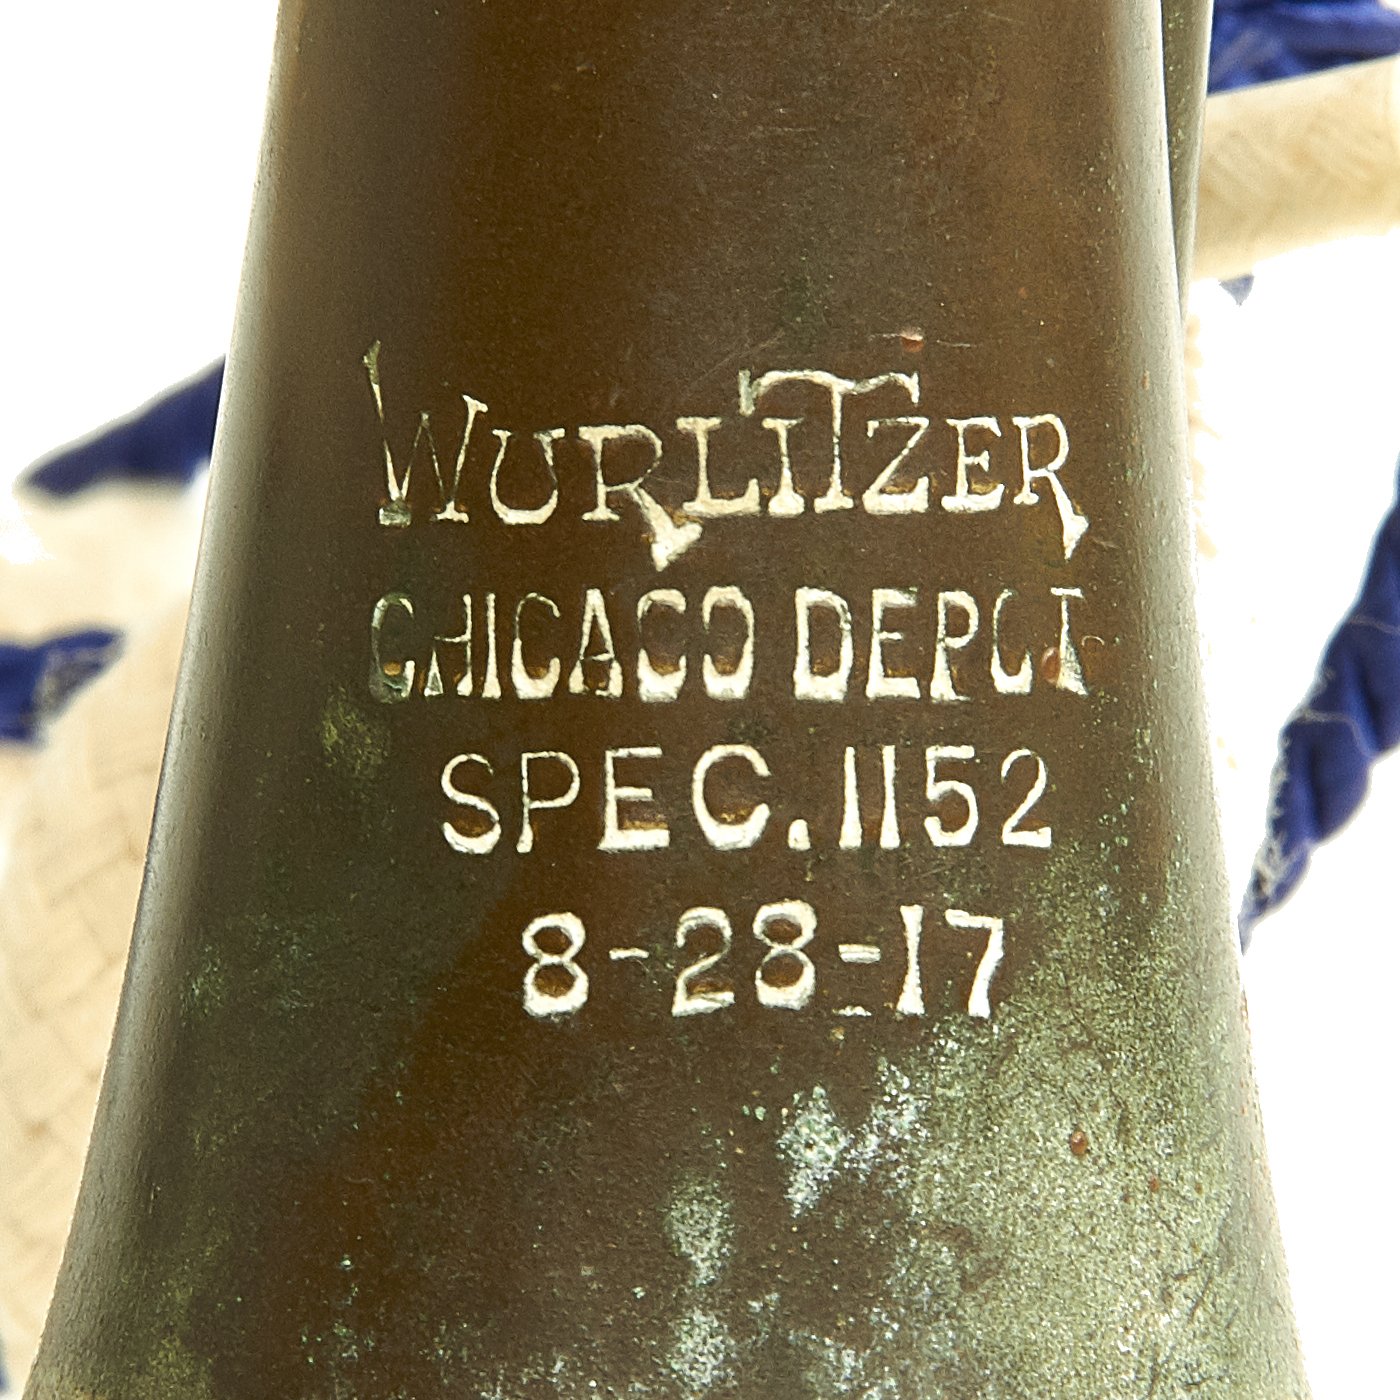 WURLITZER
CHICAGO DEPOT
SPEC. 1152
8-28-17